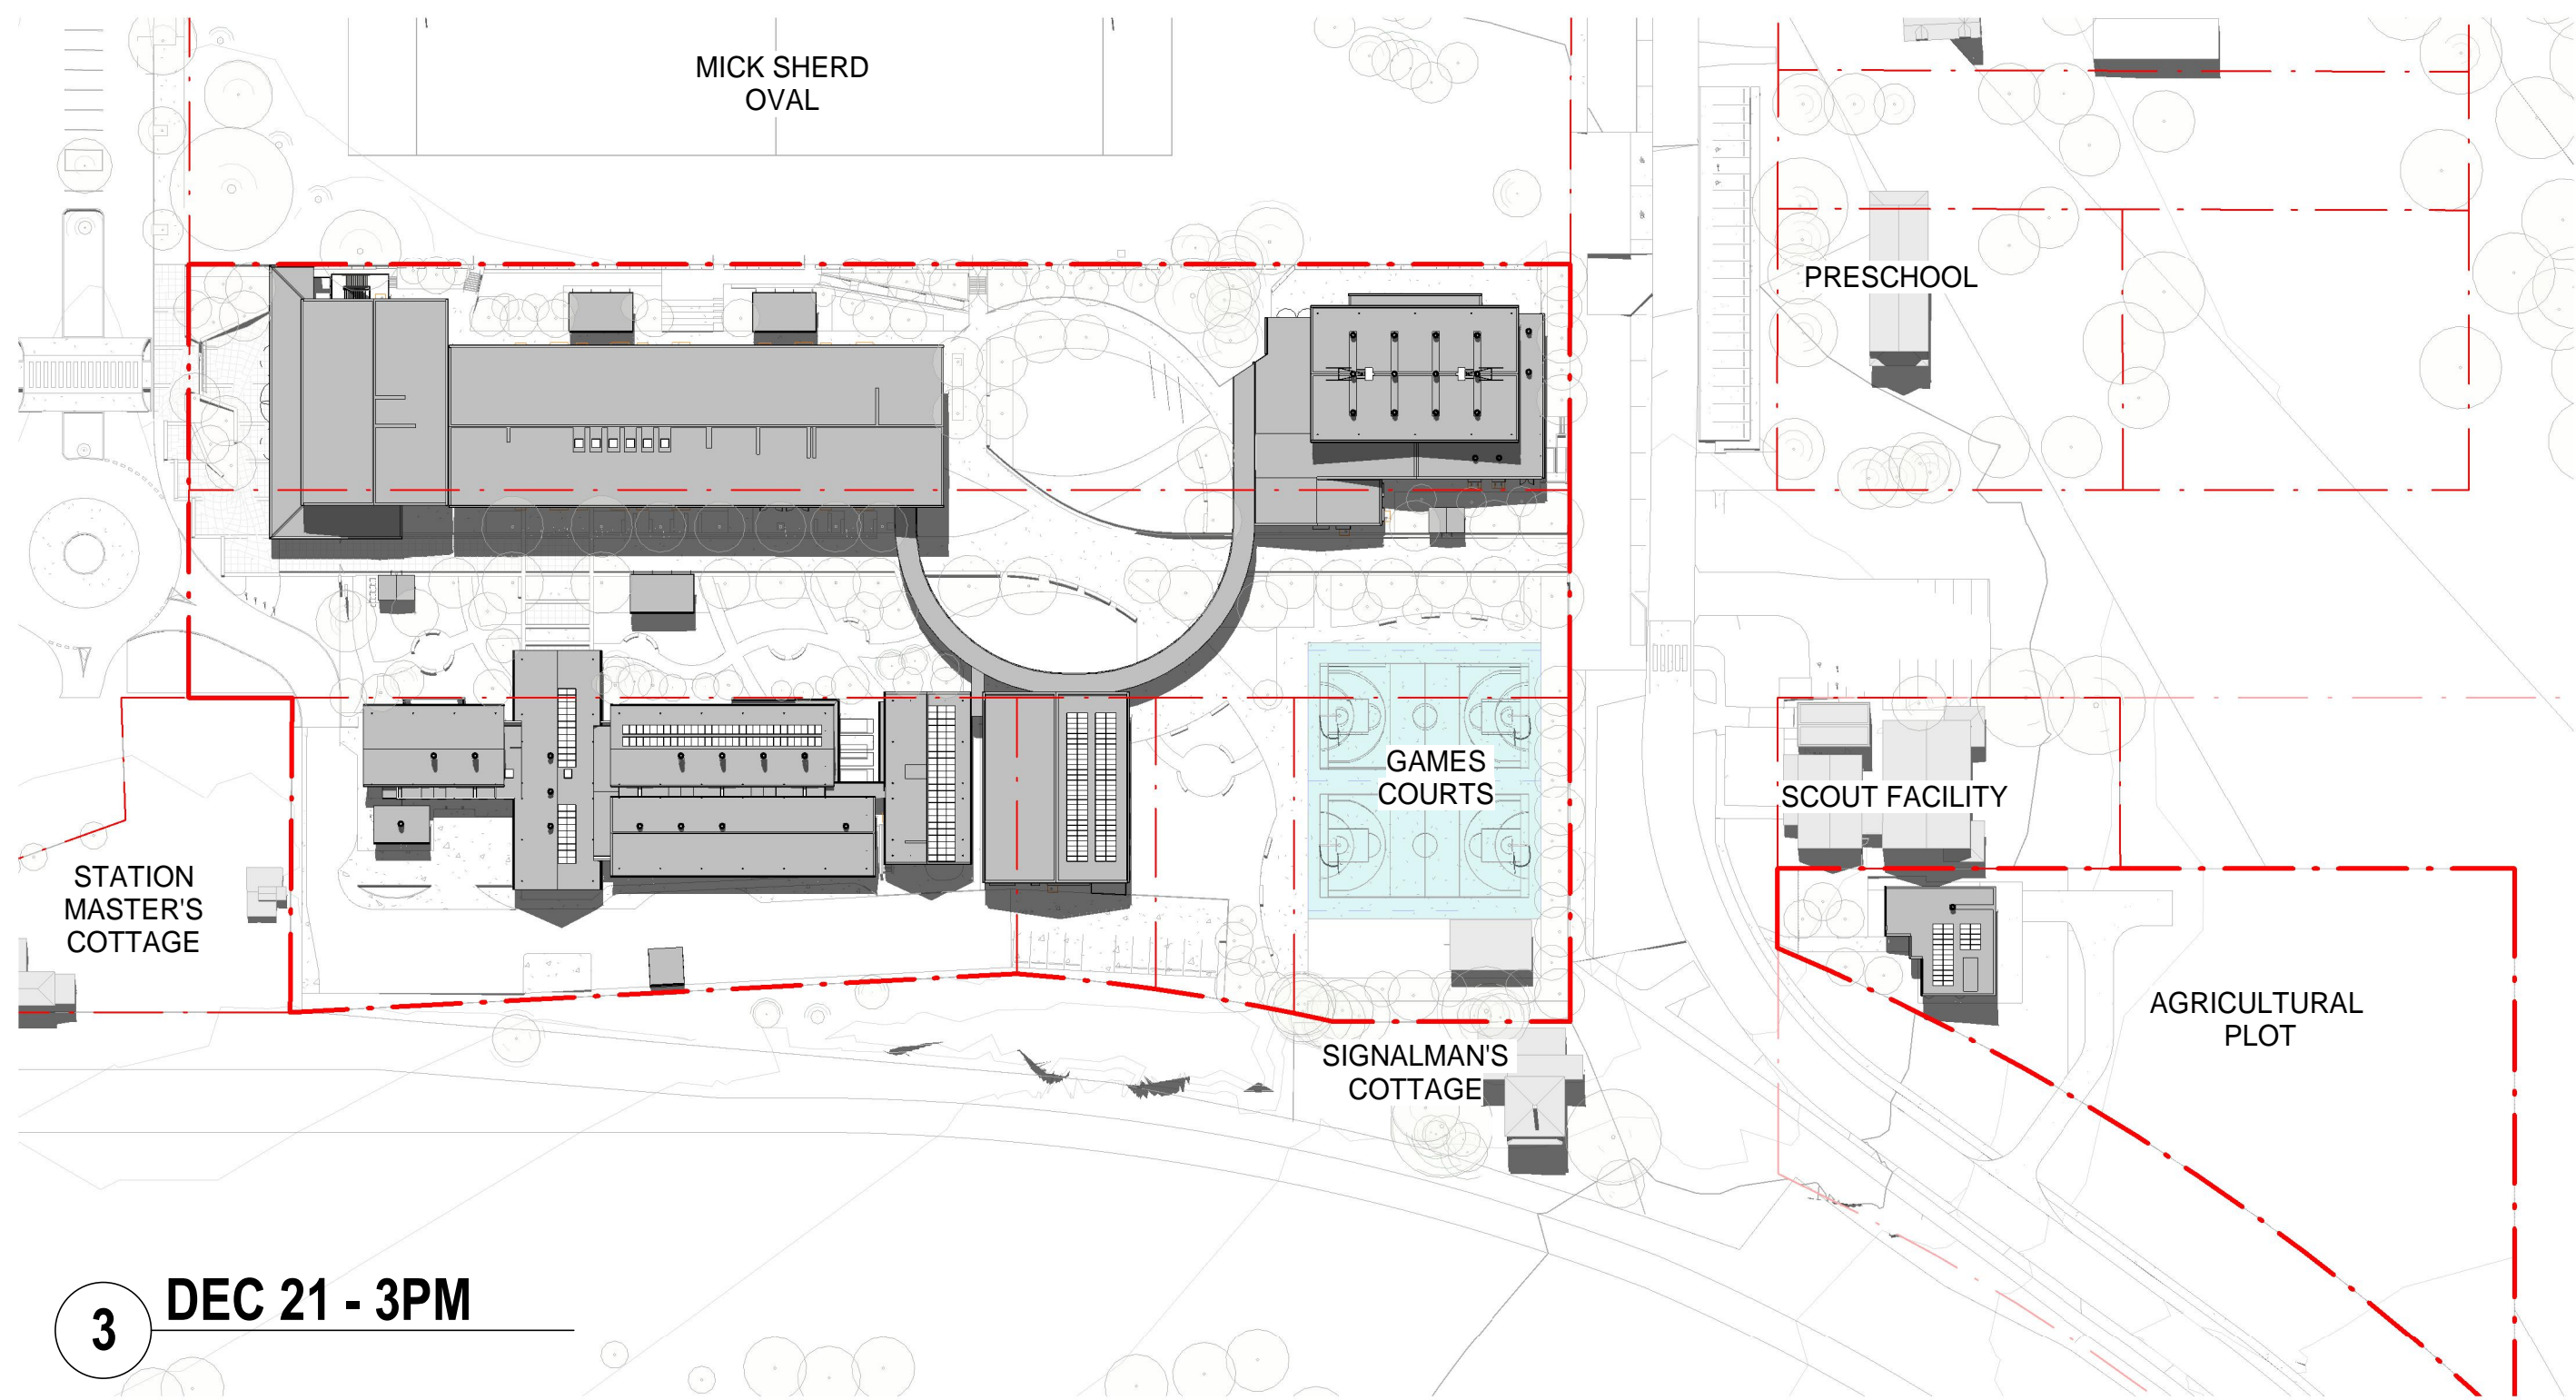 MICK SHERD
OVAL
PRESCHOOL
GAMES
COURTS
SCOUT FACILITY
STATION
MASTER'S
COTTAGE
AGRICULTURAL
PLOT
SIGNALMAN'S
COTTAGE
3 DEC 21 - 3PM